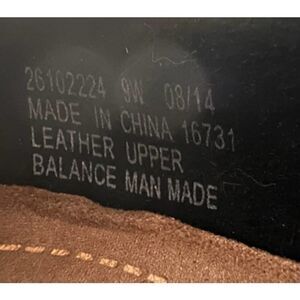 26102224 9W 08/14
MADE IN CHINA 16731
LEATHER UPPER
BALANCE MAN MADE